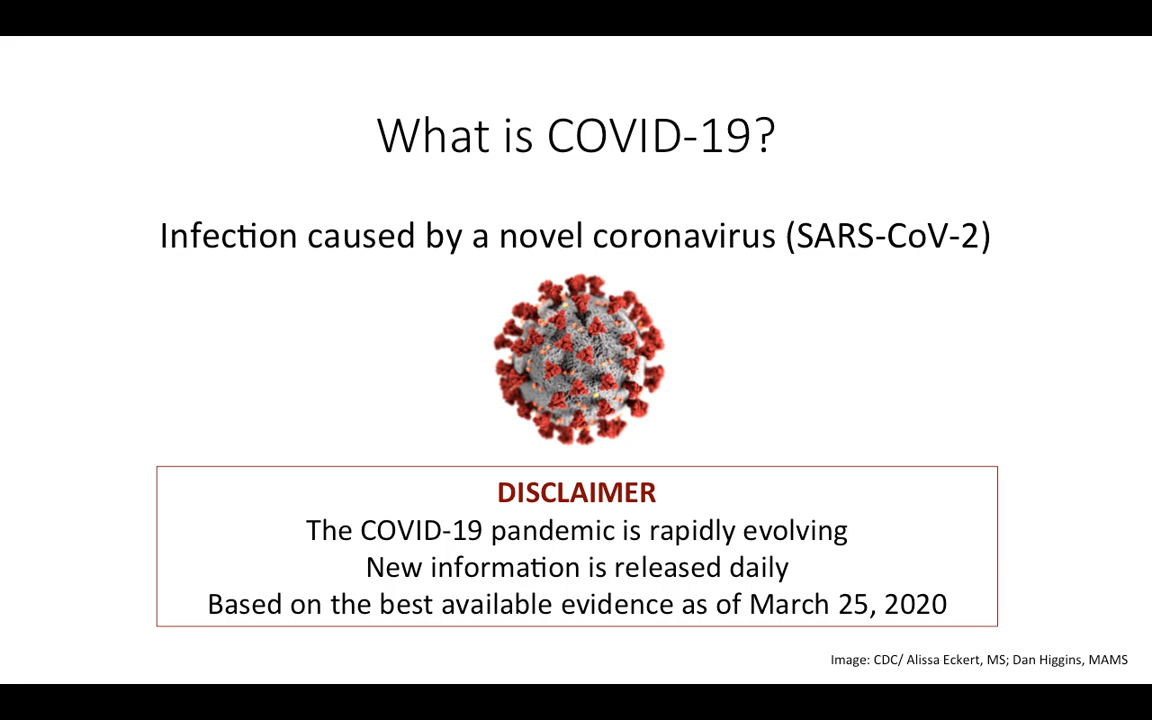 What is COVID-19?
Infection caused by a novel coronavirus (SARS-CoV-2)
DISCLAIMER
The COVID-19 pandemic is rapidly evolving
New information is released daily
Based on the best available evidence as of March 25, 2020
Image: CDC/ Alissa Eckert, MS; Dan Higgins, MAMS